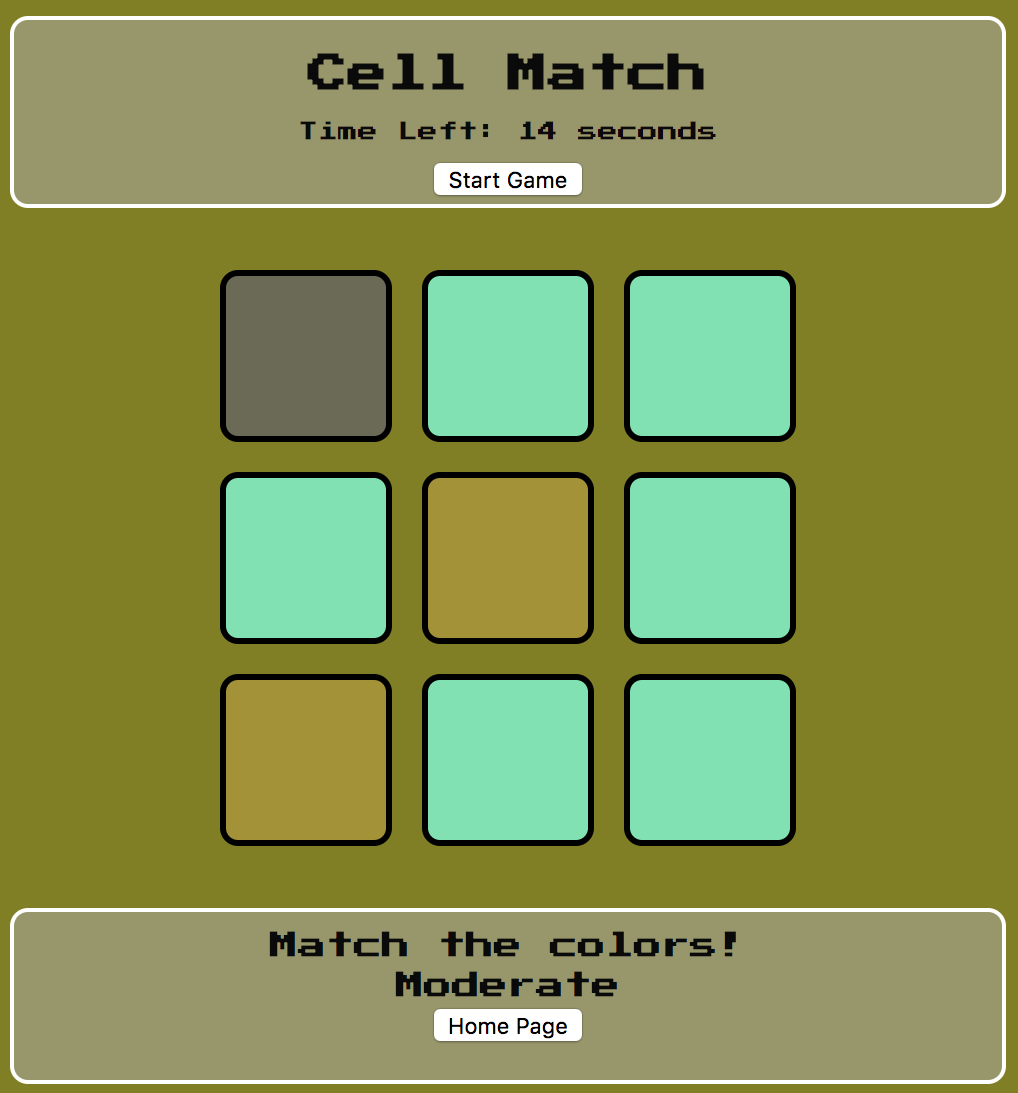 Cell Match
Time Left: 14 seconds
Start Game
Match the colors!
Moderate
Home Page